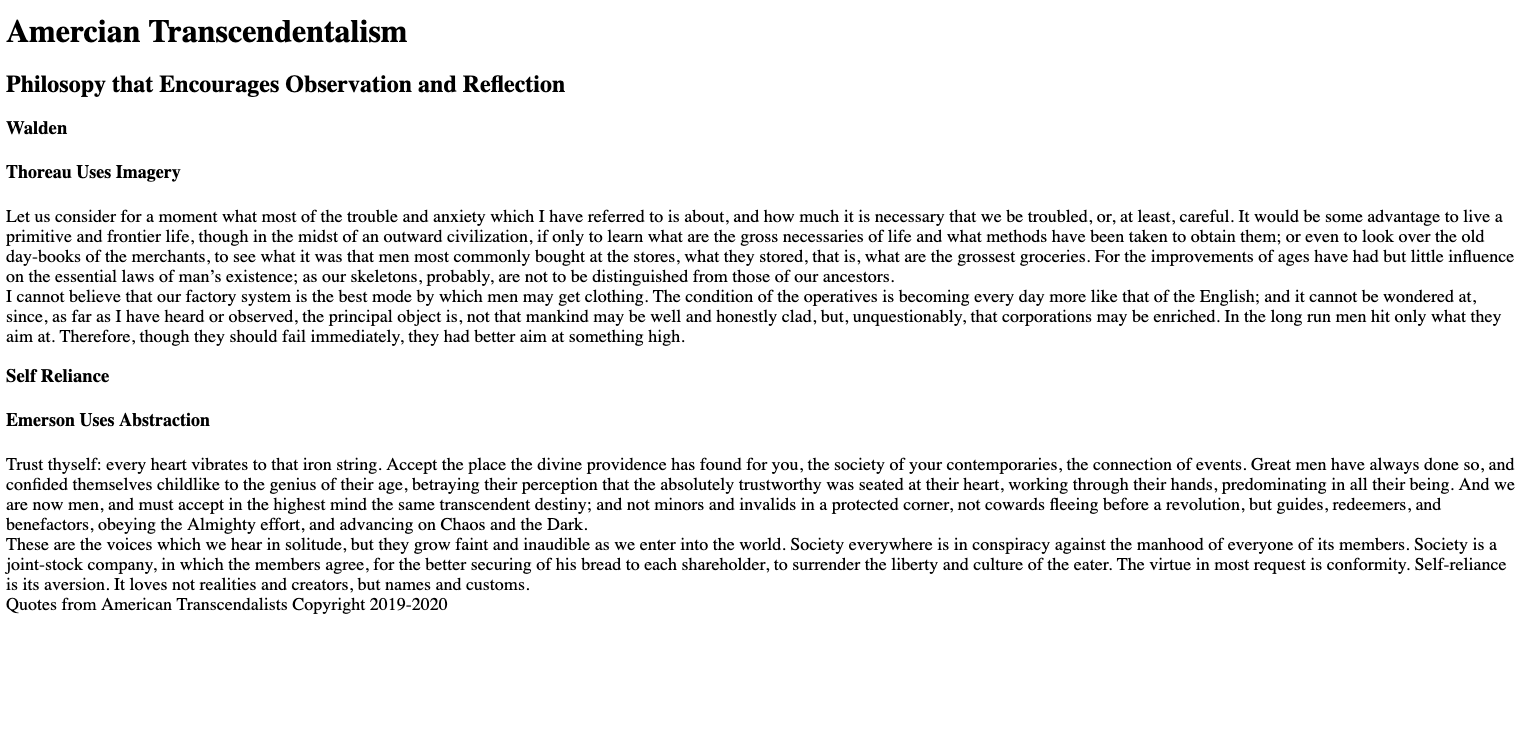 Amercian Transcendentalism
Philosopy that Encourages Observation and Reflection
Walden
Thoreau Uses Imagery
Let us consider for a moment what most of the trouble and anxiety which I have referred to is about, and how much it is necessary that we be troubled, or, at least, careful. It would be some advantage to live a
primitive and frontier life, though in the midst of an outward civilization, if only to learn what are the gross necessaries of life and what methods have been taken to obtain them; or even to look over the old
day-books of the merchants, to see what it was that men most commonly bought at the stores, what they stored, that is, what are the grossest groceries. For the improvements of ages have had but little influence
on the essential laws of man’s existence; as our skeletons, probably, are not to be distinguished from those of our ancestors.
I cannot believe that our factory system is the best mode by which men may get clothing. The condition of the operatives is becoming every day more like that of the English; and it cannot be wondered at,
since, as far as I have heard or observed, the principal object is, not that mankind may be well and honestly clad, but, unquestionably, that corporations may be enriched. In the long run men hit only what they
aim at. Therefore, though they should fail immediately, they had better aim at something high.
Self Reliance
Emerson Uses Abstraction
Trust thyself: every heart vibrates to that iron string. Accept the place the divine providence has found for you, the society of your contemporaries, the connection of events. Great men have always done so, and
confided themselves childlike to the genius of their age, betraying their perception that the absolutely trustworthy was seated at their heart, working through their hands, predominating in all their being. And we
are now men, and must accept in the highest mind the same transcendent destiny; and not minors and invalids in a protected corner, not cowards fleeing before a revolution, but guides, redeemers, and
benefactors, obeying the Almighty effort, and advancing on Chaos and the Dark.
These are the voices which we hear in solitude, but they grow faint and inaudible as we enter into the world. Society everywhere is in conspiracy against the manhood of everyone of its members. Society is a
joint-stock company, in which the members agree, for the better securing of his bread to each shareholder, to surrender the liberty and culture of the eater. The virtue in most request is conformity. Self-reliance
is its aversion. It loves not realities and creators, but names and customs.
Quotes from American Transcendalists Copyright 2019-2020